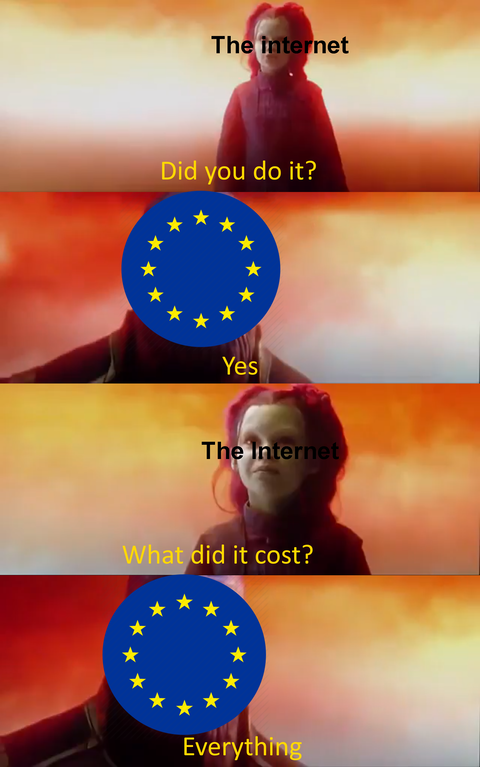 The internet
Did you do it?
Yes
The Internet
What did it cost?
Everything